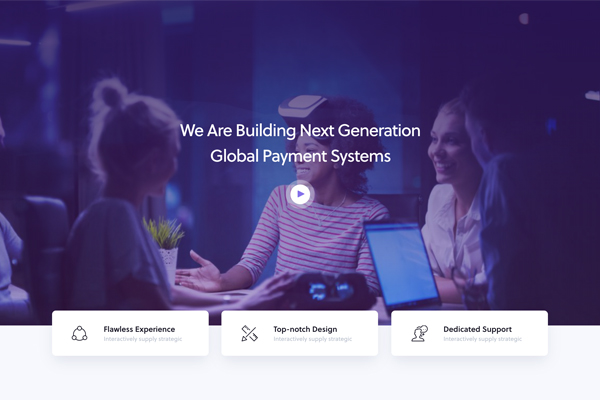 We Are Building Next Generation
Global Payment Systems
Flawless Experience
Interactively supply strategic
Top-notch Design
Interactively supply strategic
Dedicated Support
Interactively supply strategic